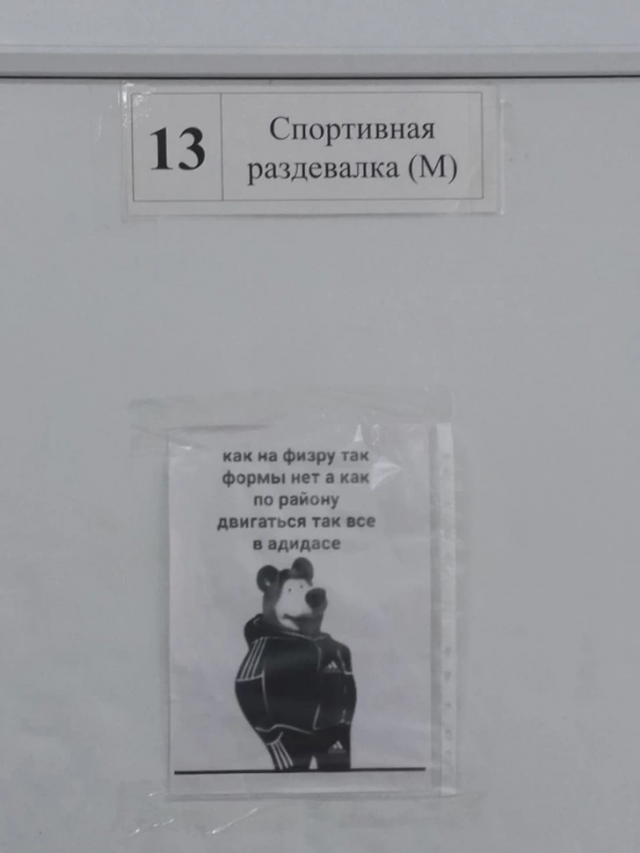 13
Спортивная
раздевалка (М)
как на физру так
формы нет а как
по району
двигаться так все
в адидасе